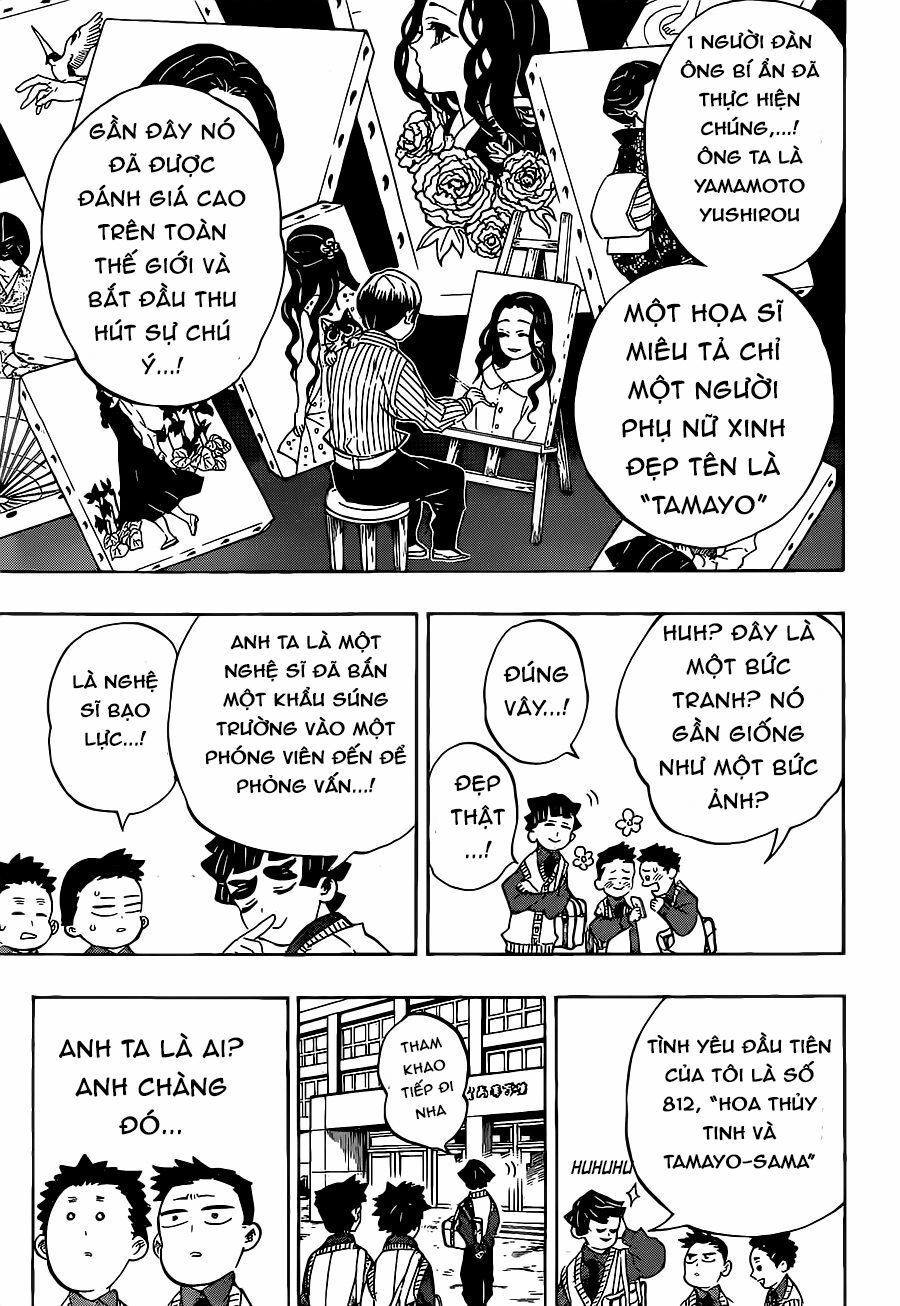 1 NGƯỜI ĐÀN
ÔNG BÍ ẨN ĐÃ
THỰC HIỆN
CHÚNG,...!
ÔNG TA LÀ
YAMAMOTO
YUSHIROU
MỘT HỌA SĨ
MIÊU TẢ CHỈ
MỘT NGƯỜI
PHỤ NỮ XINH
ĐẸP TÊN LÀ
"TAMAYO"
GẦN ĐÂY NÓ
ĐÃ ĐƯỢC
ĐÁNH GIÁ CAO
TRÊN TOÀN
THẾ GIỚI VÀ
BẮT ĐẦU THU
HÚT SỰ CHÚ
Ý...!
HUH? ĐÂY LÀ
MỘT BỨC
TRANH? NÓ
GẦN GIỐNG
NHƯ MỘT BỨC
ẢNH?
ĐÚNG
VÂY...!
ĐẸP
THẬT
...!
ANH TA LÀ MỘT
NGHỆ SĨ ĐÃ BẮN
MỘT KHẨU SÚNG
TRƯỜNG VÀO MỘT
PHÓNG VIÊN ĐẾN ĐỂ
PHỎNG VẤN...!
LÀ NGHỆ
SĨ BẠO
LỰC...!
TÌNH YÊU ĐẦU TIÊN
CỦA TÔI LÀ SỐ
812, "HOA THỦY
TINH VÀ
TAMAYO-SAMA"
HUHUHU
THAM
KHAO
TIẾP ĐI
NHA
ANH TA LÀ AI?
ANH CHÀNG
ĐÓ...